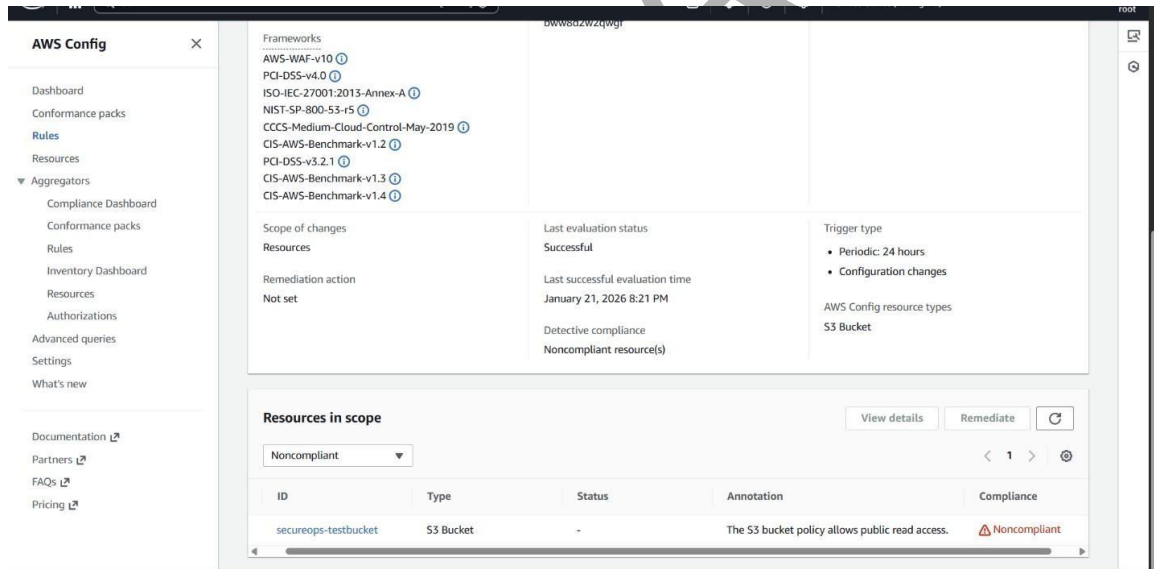 root
AWS Config
Dashboard
Conformance packs
Rules
Resources
Aggregators
Compliance Dashboard
Conformance packs
Rules
Inventory Dashboard
Resources
Authorizations
Advanced queries
Settings
What's new
Documentation
Partners
FAQs
Pricing
bww8d2w2qwgr
Frameworks
AWS-WAF-v10
PCI-DSS-v4.0
ISO-IEC-27001:2013-Annex-A
NIST-SP-800-53-r5
CCCS-Medium-Cloud-Control-May-2019
CIS-AWS-Benchmark-v1.2
PCI-DSS-v3.2.1
CIS-AWS-Benchmark-v1.3
CIS-AWS-Benchmark-v1.4
Scope of changes
Resources
Remediation action
Not set
Last evaluation status
Successful
Last successful evaluation time
January 21, 2026 8:21 PM
Detective compliance
Noncompliant resource(s)
Trigger type
• Periodic: 24 hours
• Configuration changes
AWS Config resource types
S3 Bucket
Resources in scope
View details Remediate
Noncompliant
1
ID Type Status Annotation Compliance
secureops-testbucket S3 Bucket - The S3 bucket policy allows public read access. Noncompliant